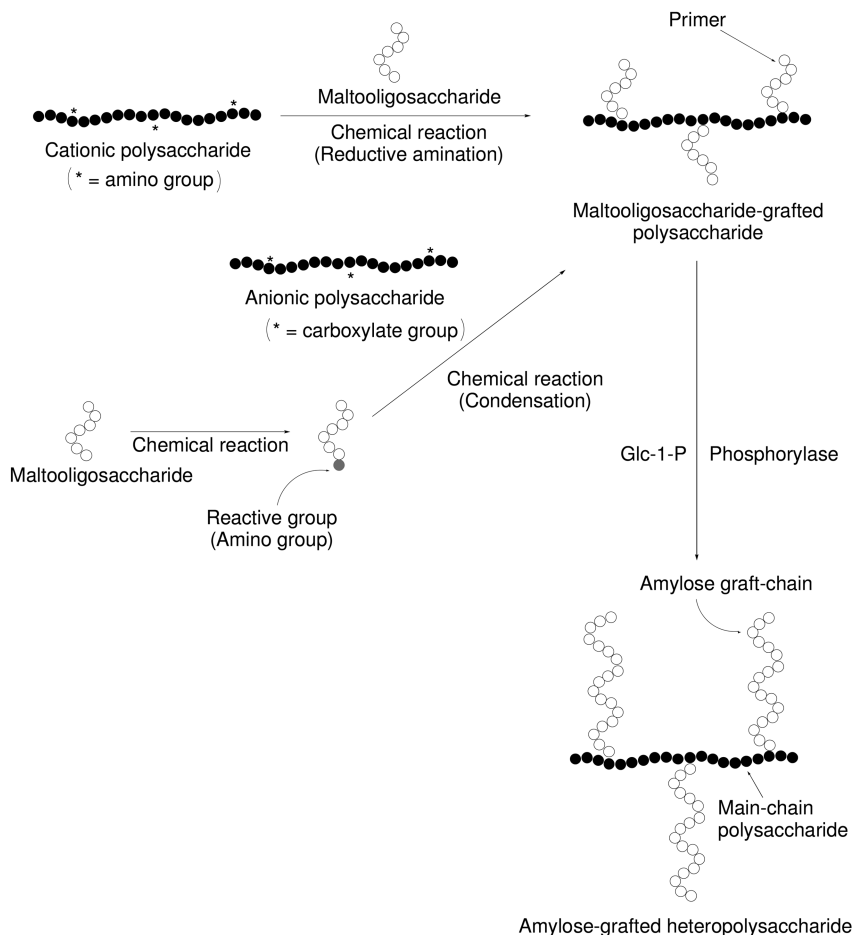 Primer
Maltooligosaccharide
Cationic polysaccharide
(* = amino group)
Chemical reaction
(Reductive amination)
* * *
Maltooligosaccharide-grafted
polysaccharide
* * *
Anionic polysaccharide
(* = carboxylate group)
Chemical reaction
(Condensation)
Maltooligosaccharide
Chemical reaction
Reactive group
(Amino group)
Glc-1-P
Phosphorylase
Amylose graft-chain
Main-chain
polysaccharide
Amylose-grafted heteropolysaccharide